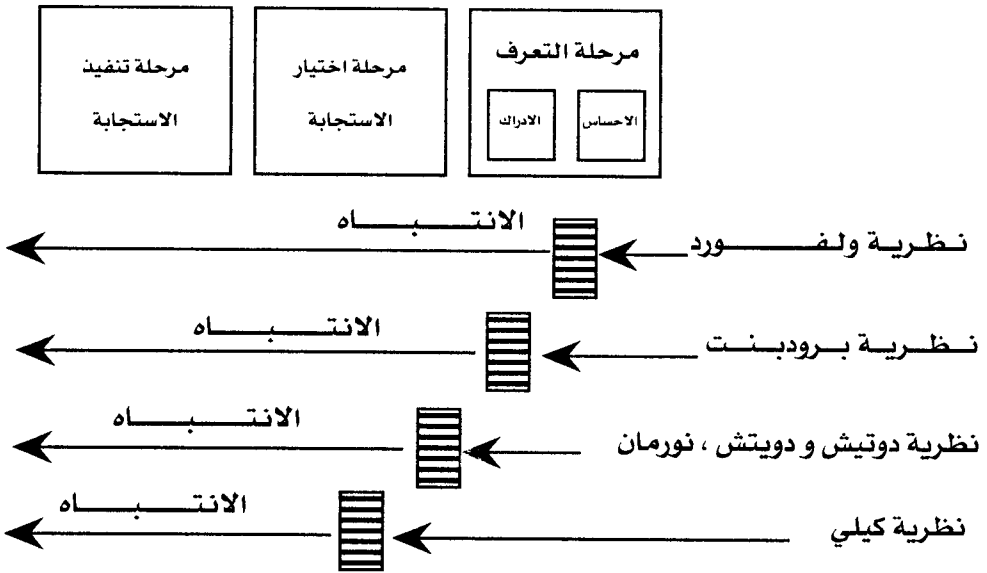 مرحلة التعرف
الاحساس
الادراك
مرحلة اختيار
الاستجابة
مرحلة تنفيذ
الاستجابة
نظرية ولفورد
الانتباه
نظرية برودبنت
الانتباه
نظرية دوتيش و دويتش ، نورمان
الانتباه
نظرية كيلي
الانتباه